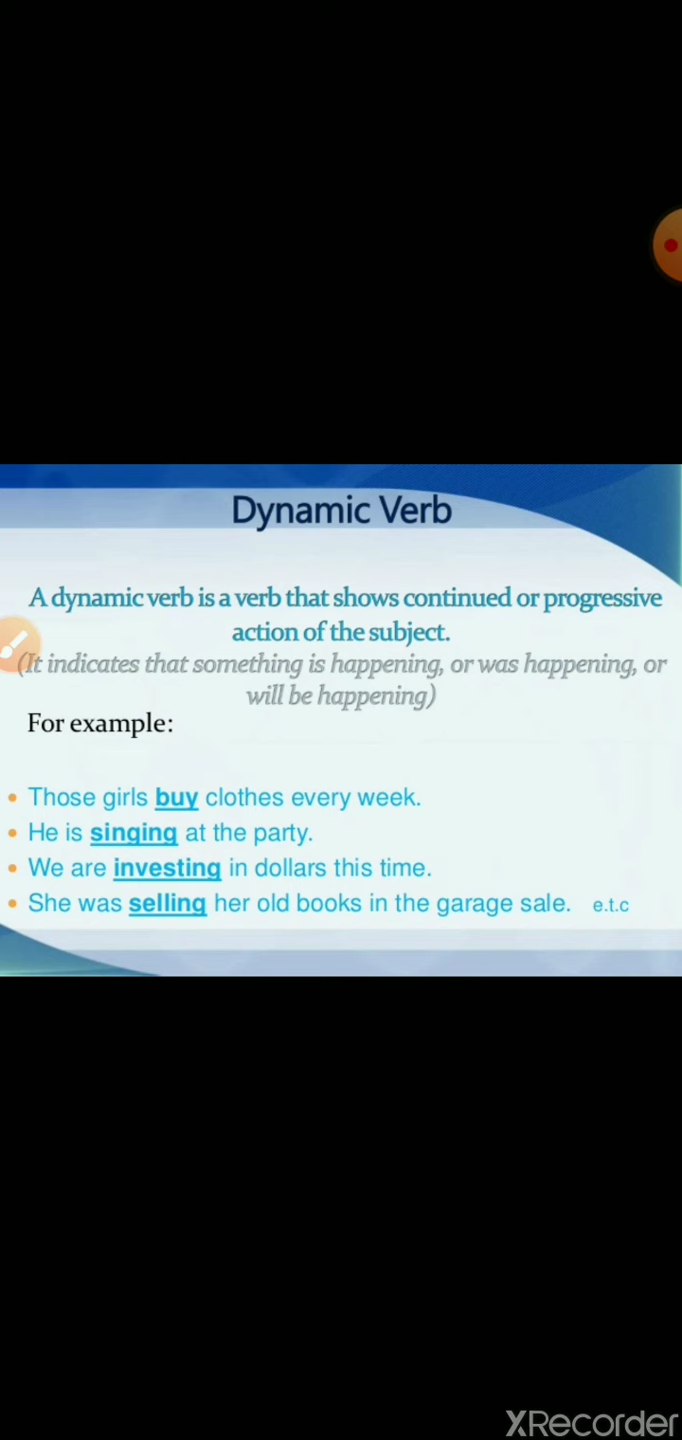 Dynamic Verb
A dynamic verb is a verb that shows continued or progressive
action of the subject.
(It indicates that something is happening, or was happening, or
will be happening)
For example:
• Those girls buy clothes every week.
• He is singing at the party.
• We are investing in dollars this time.
• She was selling her old books in the garage sale. e.t.c
XRecorder